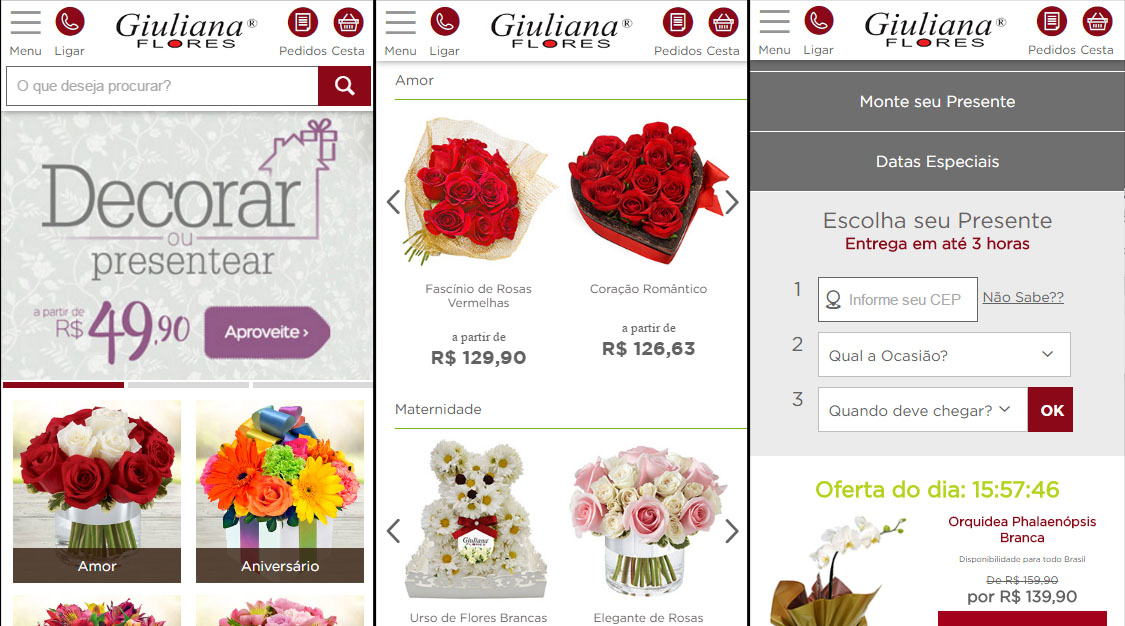 Giuliana®
FLORES
Menu Ligar Pedidos Cesta
O que deseja procurar?
Decorar
ou
presentear
a partir de
R$ 49,90
Aproveite ›
Amor
Aniversário
Giuliana®
FLORES
Menu Ligar Pedidos Cesta
Amor
Fascínio de Rosas
Vermelhas
a partir de
R$ 129,90
Coração Romântico
a partir de
R$ 126,63
Maternidade
Giuliana
FLORES
Urso de Flores Brancas
Elegante de Rosas
Giuliana®
FLORES
Menu Ligar Pedidos Cesta
Monte seu Presente
Datas Especiais
Escolha seu Presente
Entrega em até 3 horas
1 Informe seu CEP Não Sabe??
2 Qual a Ocasião?
3 Quando deve chegar? OK
Oferta do dia: 15:57:46
Orquidea Phalaenópsis
Branca
Disponibilidade para todo Brasil
De R$ 159,90
por R$ 139,90